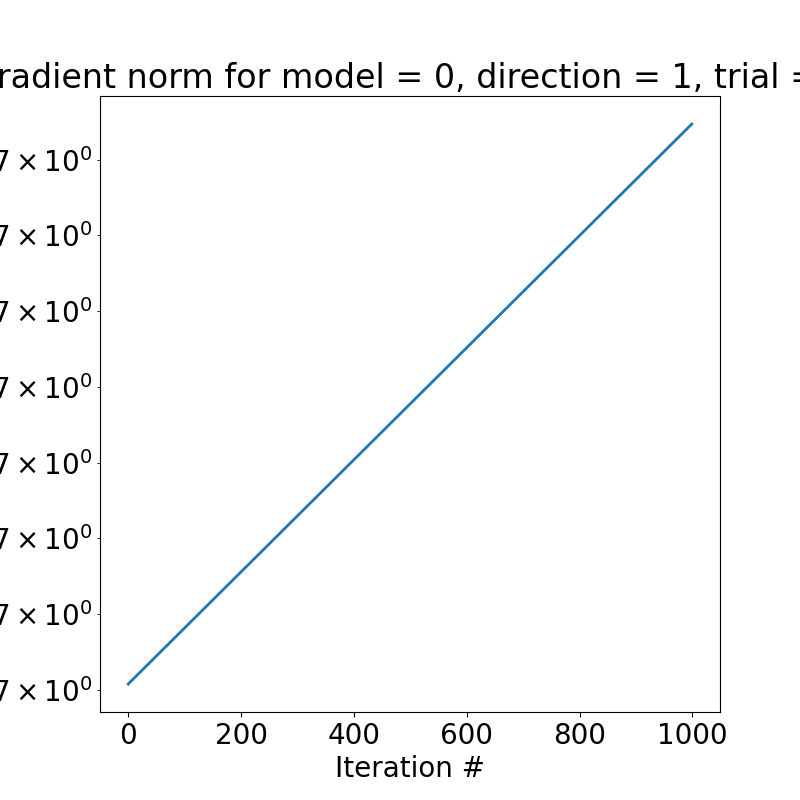 radient norm for model = 0, direction = 1, trial =
7 × 10⁰
7 × 10⁰
7 × 10⁰
7 × 10⁰
7 × 10⁰
7 × 10⁰
7 × 10⁰
7 × 10⁰
0 200 400 600 800 1000
Iteration #